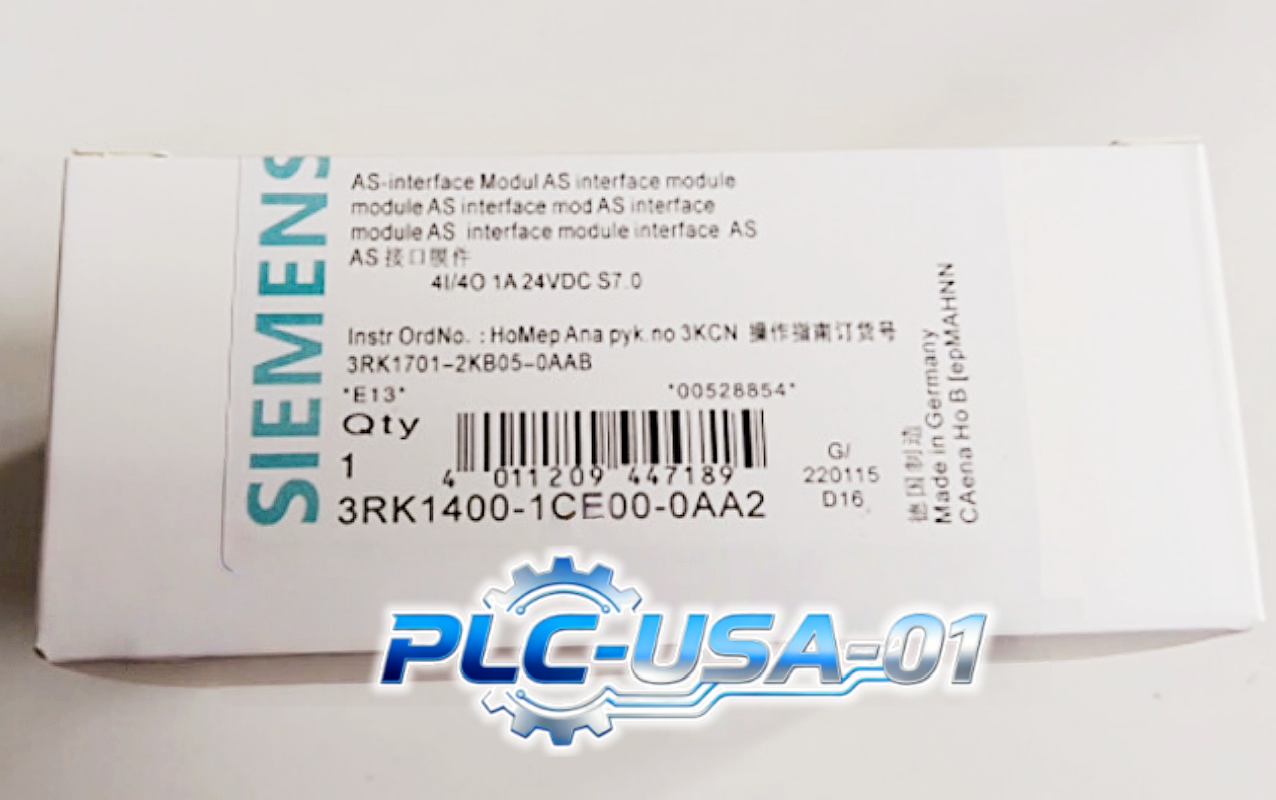 SIEMENS
AS-interface Modul AS interface module
module AS interface mod AS interface
module AS interface module interface AS
AS 接口膜件
4I/4O 1A 24VDC S7.0
Instr OrdNo. : HoMep Ana pyk. no 3KCN 操作指南订货号
3RK1701-2KB05-0AAB
*E13*
*00528854*
Qty
1
4 011209 447189
3RK1400-1CE00-0AA2
G/
220115
D16
德国制造
Made in Germany
CAena Ho B [epMAHNN
PLC-USA-01